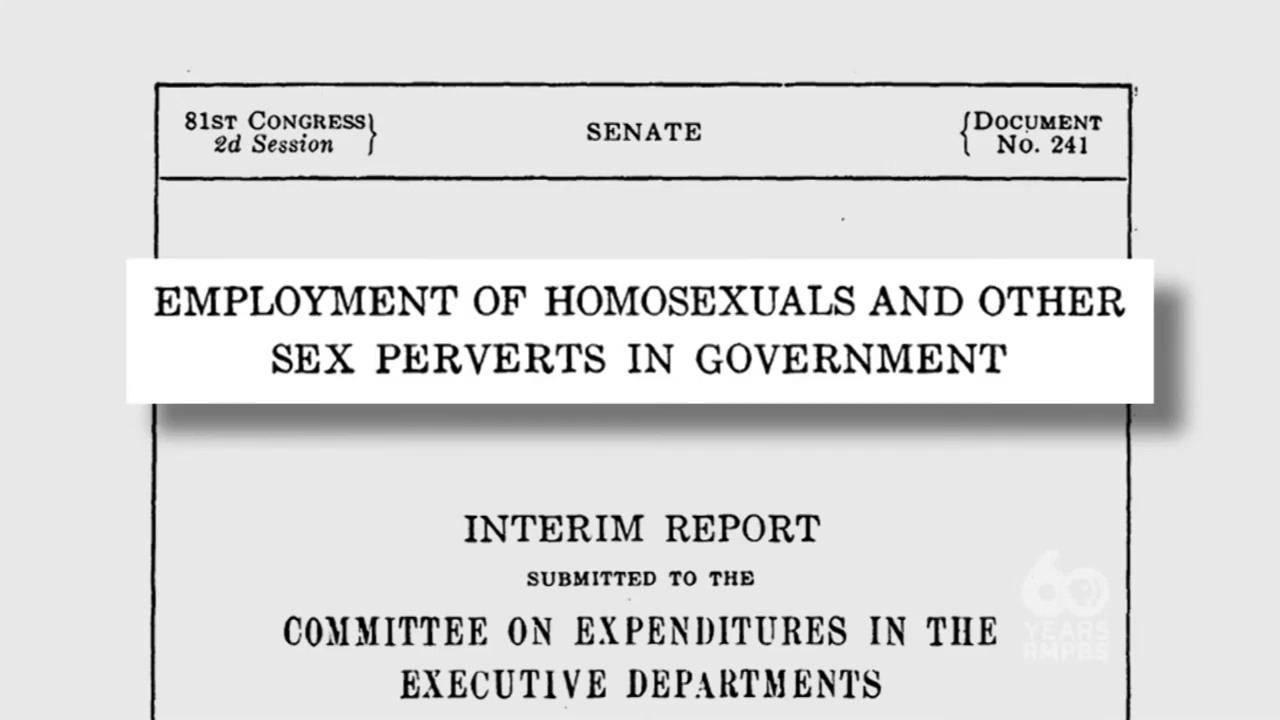 81ST CONGRESS
2d Session
SENATE
DOCUMENT
No. 241
EMPLOYMENT OF HOMOSEXUALS AND OTHER
SEX PERVERTS IN GOVERNMENT
INTERIM REPORT
SUBMITTED TO THE
COMMITTEE ON EXPENDITURES IN THE
EXECUTIVE DEPARTMENTS
60
YEARS
RMPBS